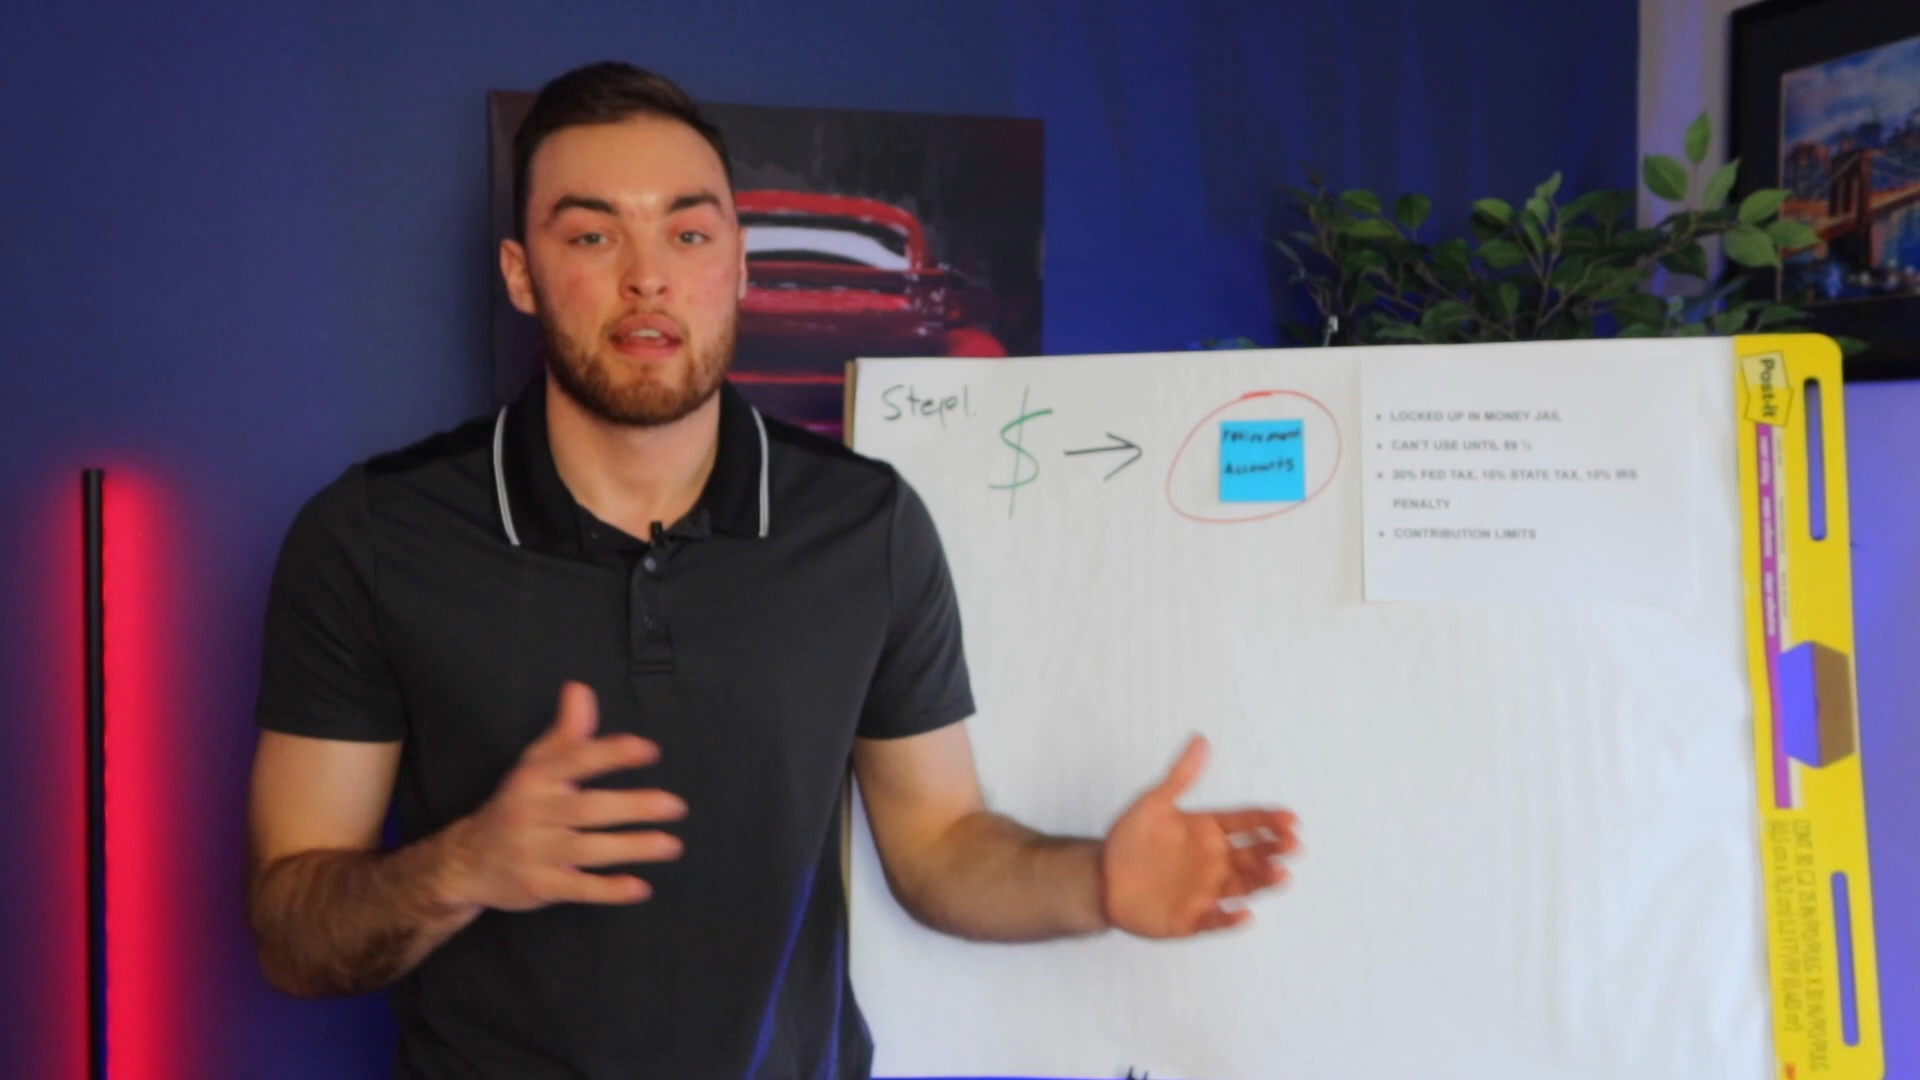 Step 1.
$ →
retirement
Accounts
• LOCKED UP IN MONEY JAIL
• CAN'T USE UNTIL 59 ½
• 30% FED TAX, 10% STATE TAX, 10% IRS
PENALTY
• CONTRIBUTION LIMITS
Post-it